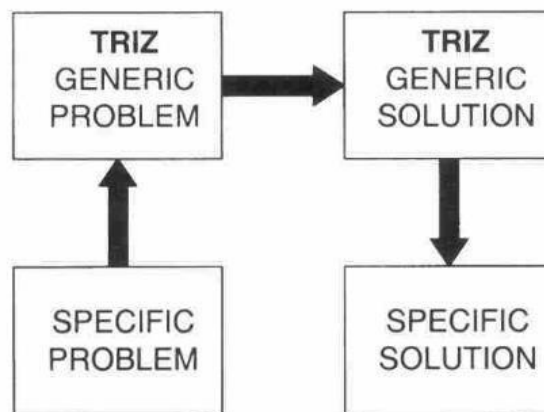 TRIZ
GENERIC
PROBLEM
TRIZ
GENERIC
SOLUTION
SPECIFIC
PROBLEM
SPECIFIC
SOLUTION